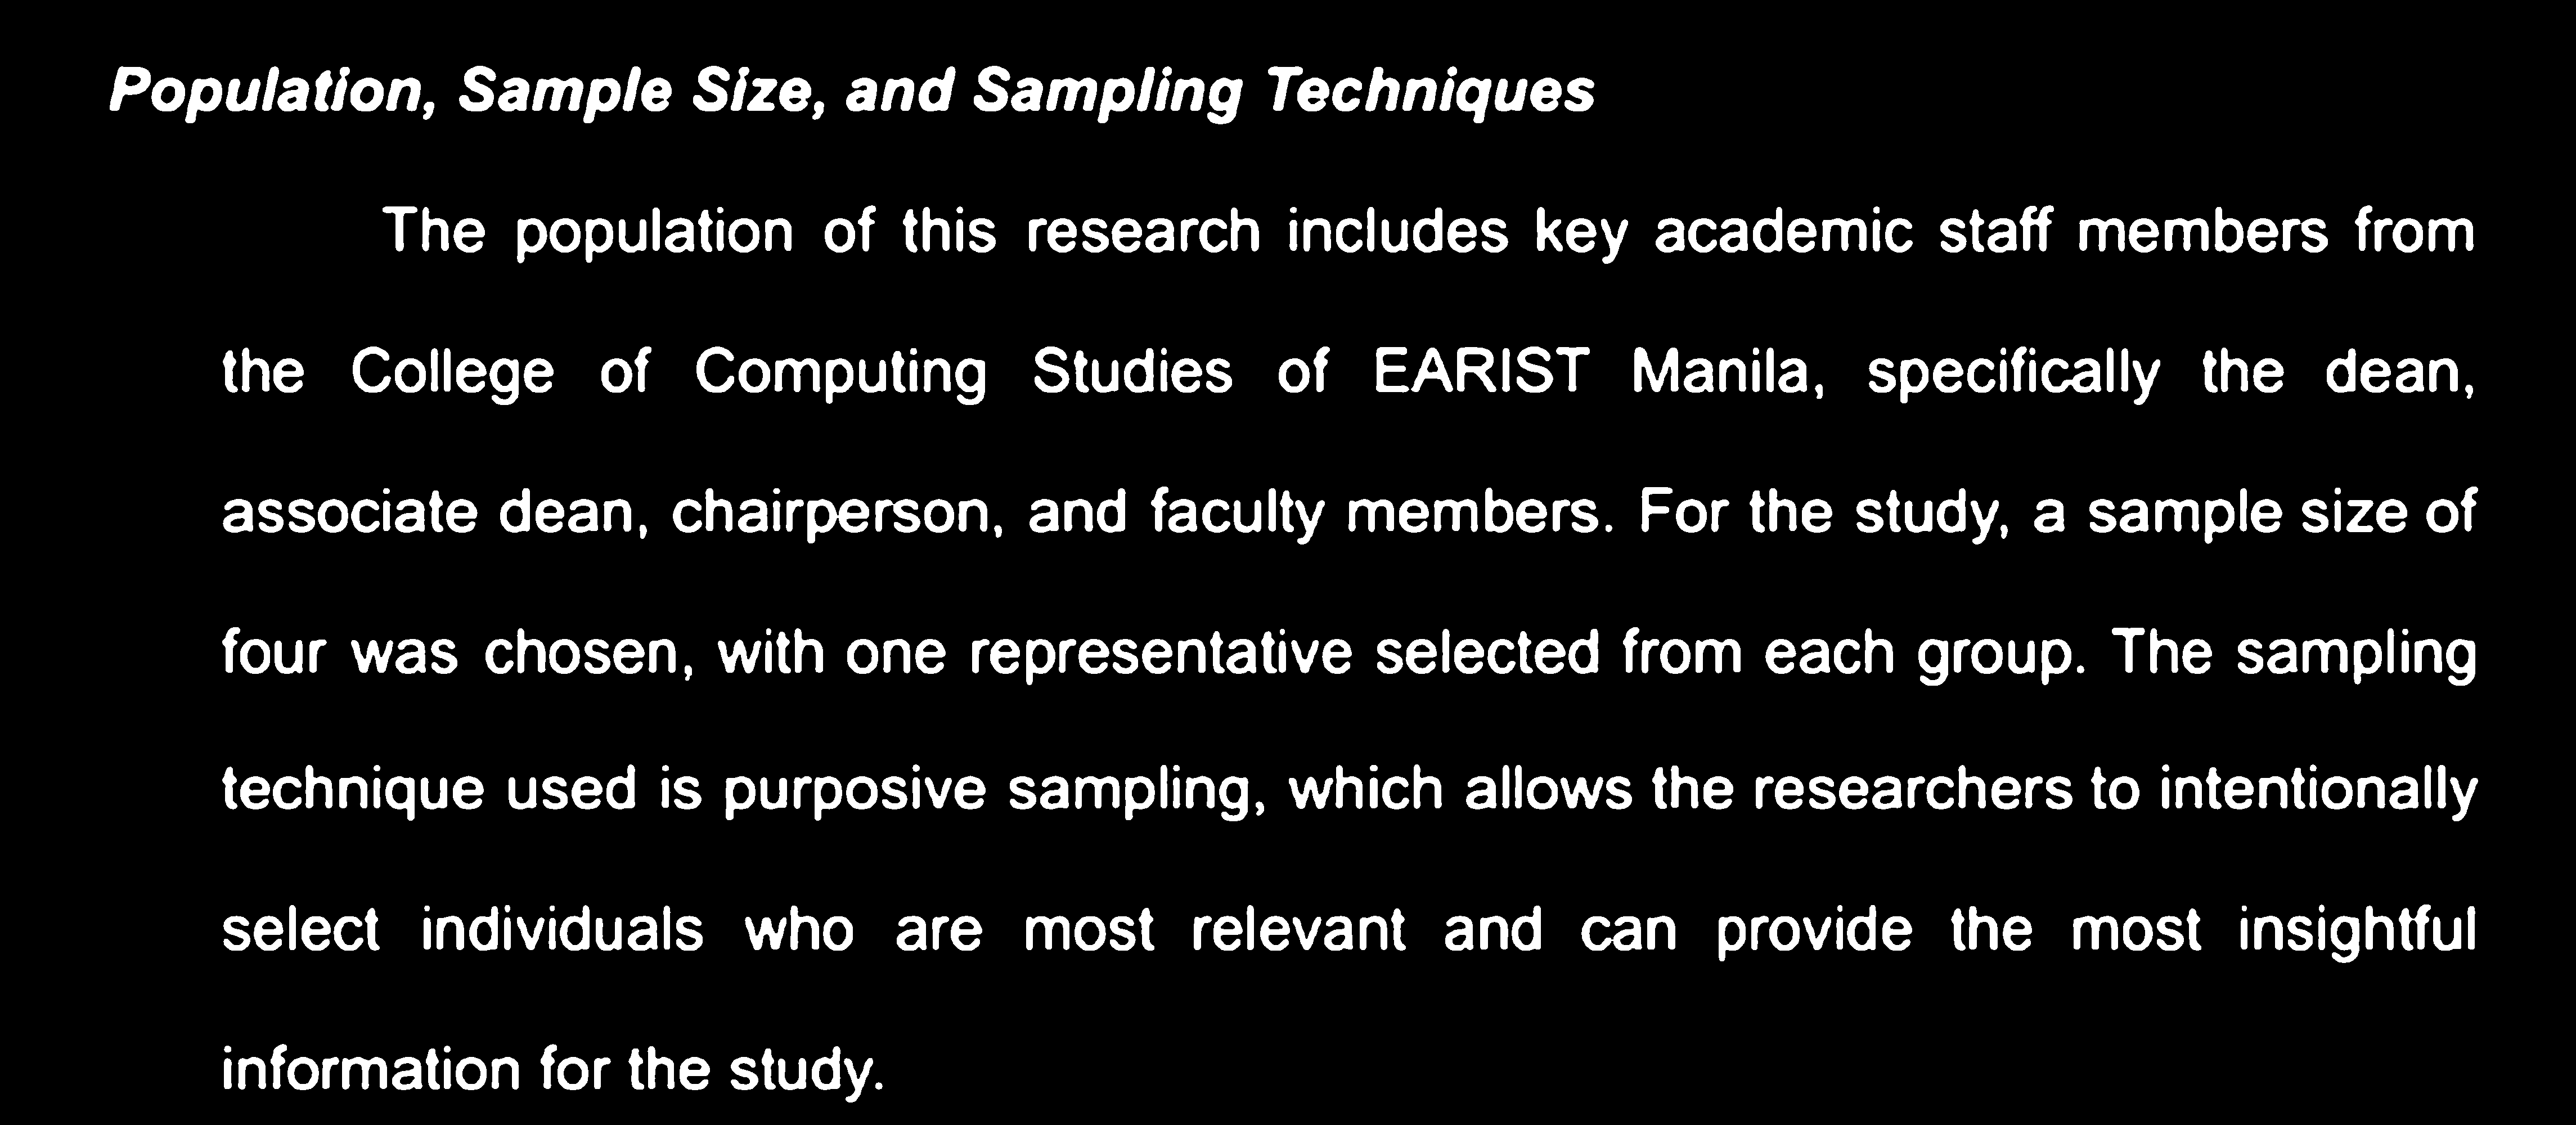 Population, Sample Size, and Sampling Techniques
The population of this research includes key academic staff members from
the College of Computing Studies of EARIST Manila, specifically the dean,
associate dean, chairperson, and faculty members. For the study, a sample size of
four was chosen, with one representative selected from each group. The sampling
technique used is purposive sampling, which allows the researchers to intentionally
select individuals who are most relevant and can provide the most insightful
information for the study.